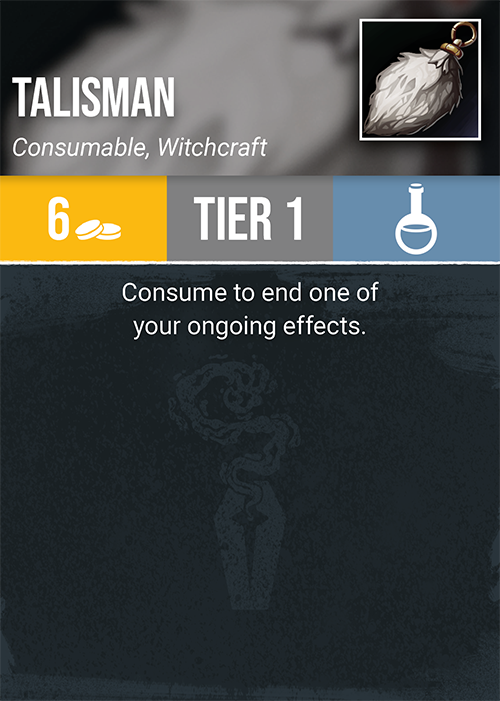 TALISMAN
Consumable, Witchcraft
6
TIER 1
Consume to end one of
your ongoing effects.